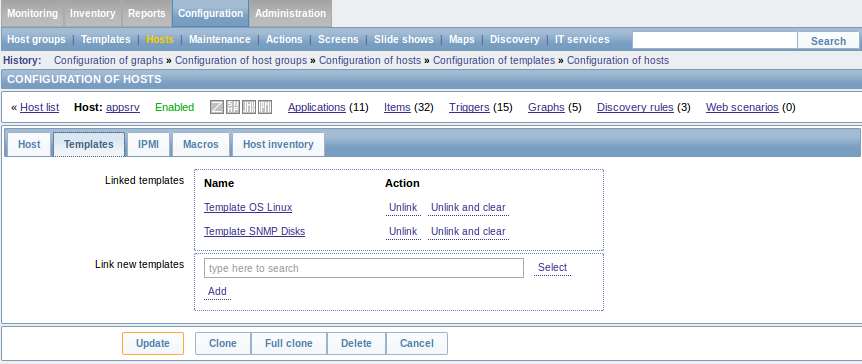 Monitoring Inventory Reports Configuration Administration
Host groups | Templates | Hosts | Maintenance | Actions | Screens | Slide shows | Maps | Discovery | IT services Search
History: Configuration of graphs » Configuration of host groups » Configuration of hosts » Configuration of templates » Configuration of hosts
CONFIGURATION OF HOSTS
« Host list Host: appsrv Enabled Z SNMP JMX IPMI Applications (11) Items (32) Triggers (15) Graphs (5) Discovery rules (3) Web scenarios (0)
Host Templates IPMI Macros Host inventory
Linked templates Name Action
Template OS Linux Unlink Unlink and clear
Template SNMP Disks Unlink Unlink and clear
Link new templates type here to search Select
Add
Update Clone Full clone Delete Cancel